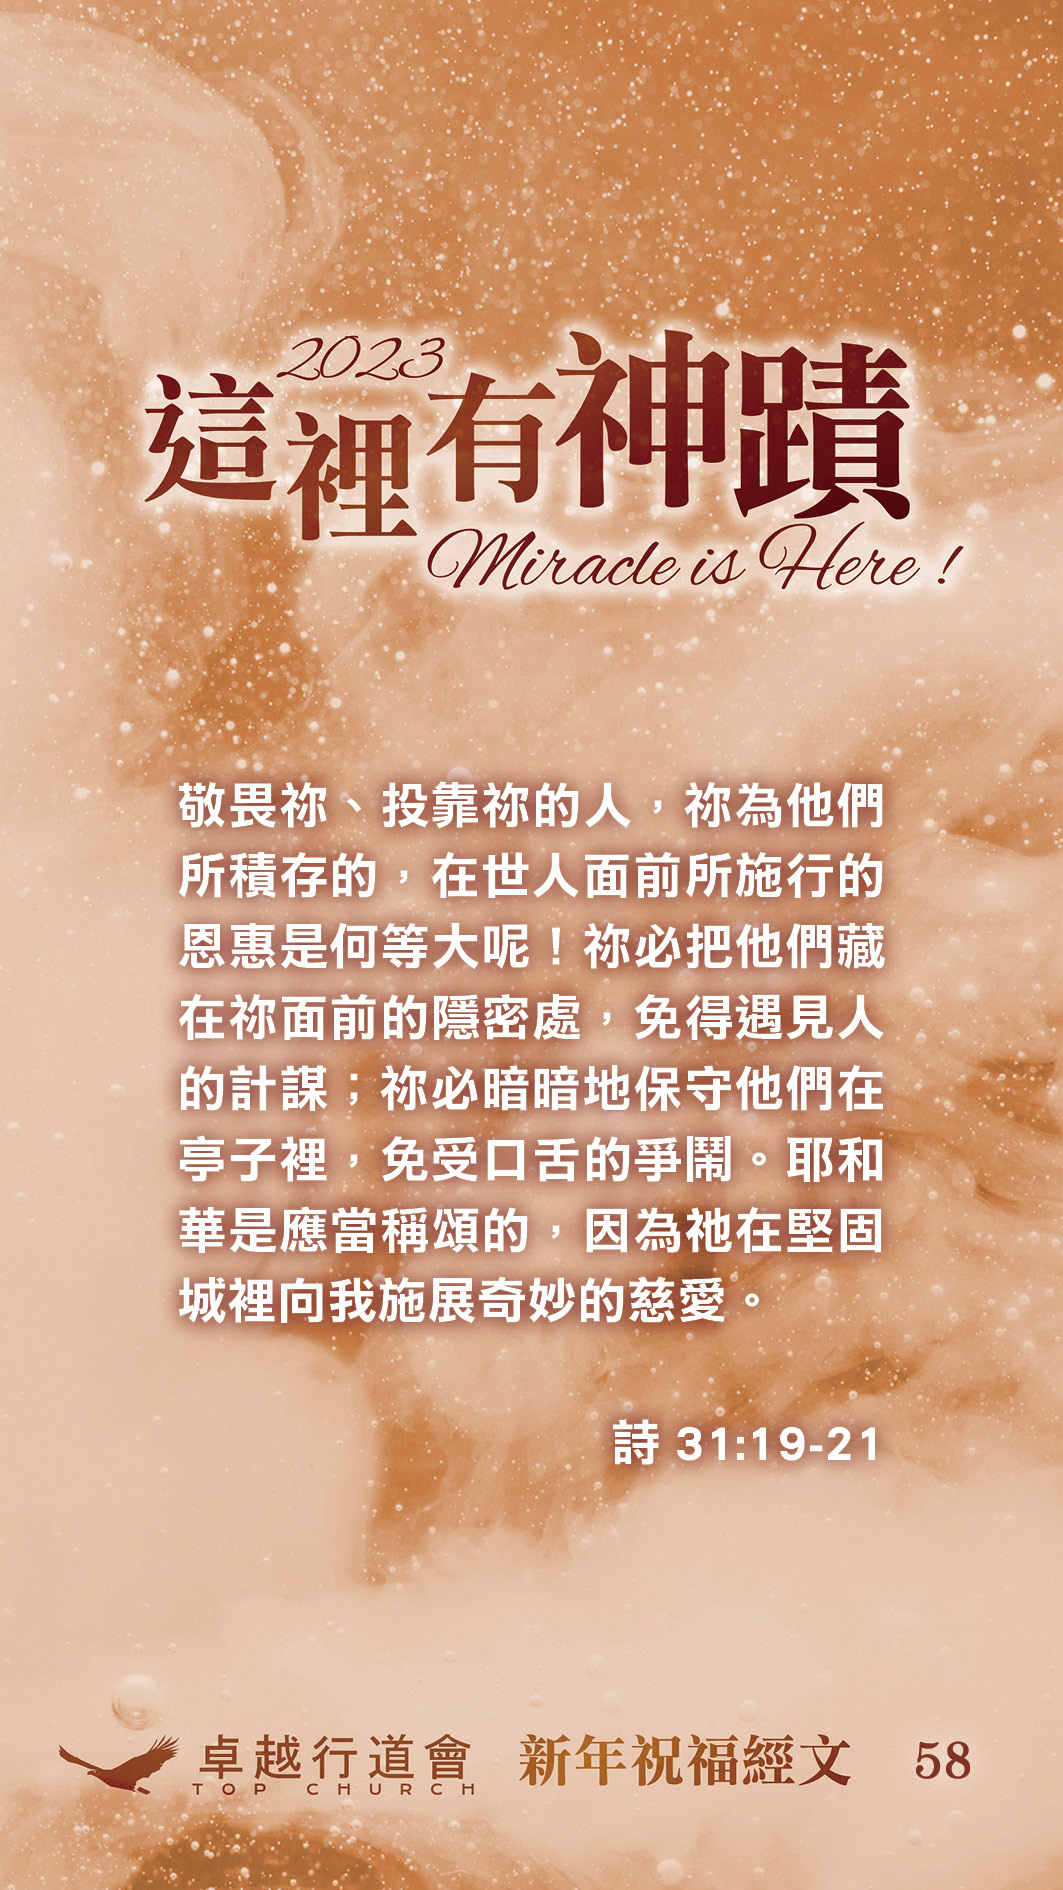 2023
這裡有神蹟
Miracle is Here !
敬畏祢、投靠祢的人，祢為他們
所積存的，在世人面前所施行的
恩惠是何等大呢！祢必把他們藏
在祢面前的隱密處，免得遇見人
的計謀；祢必暗暗地保守他們在
亭子裡，免受口舌的爭鬧。耶和
華是應當稱頌的，因為祂在堅固
城裡向我施展奇妙的慈愛。
詩 31:19-21
卓越行道會 新年祝福經文 58
TOP CHURCH